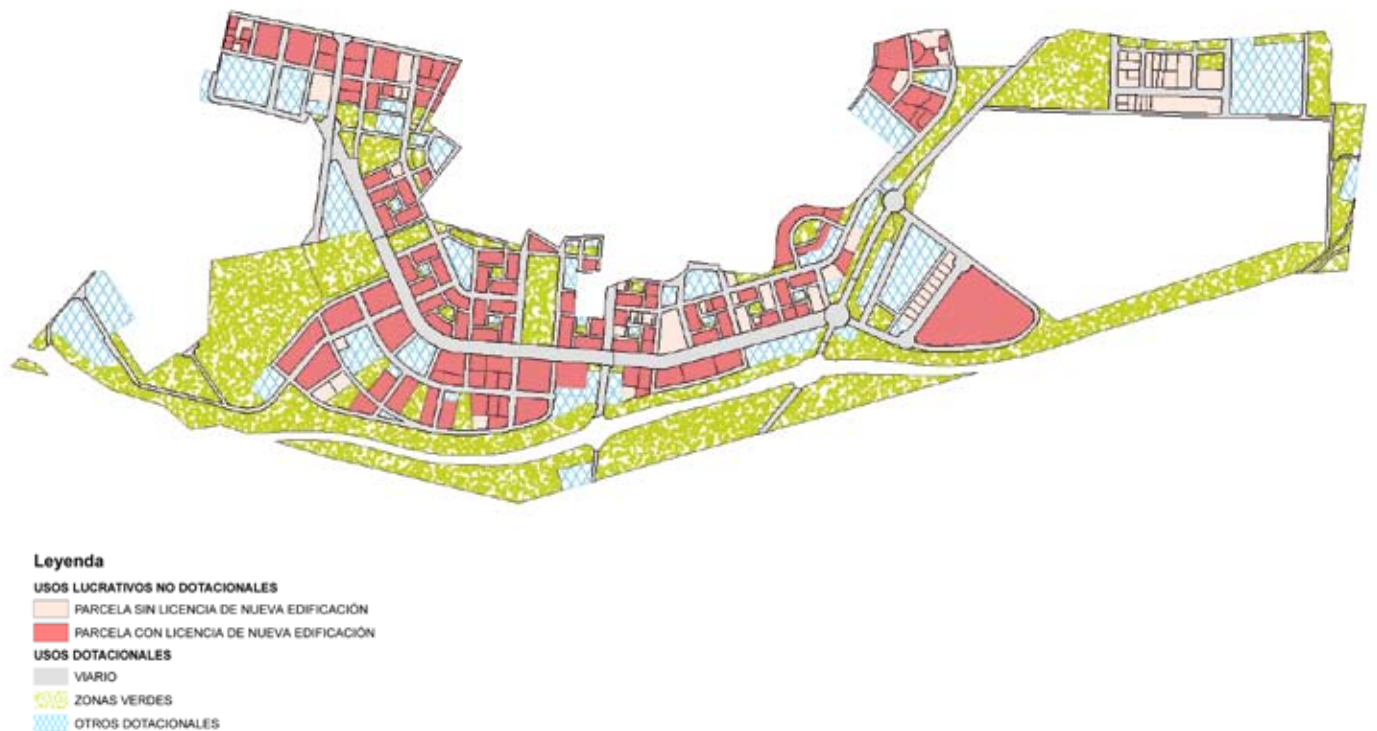 Leyenda
USOS LUCRATIVOS NO DOTACIONALES
PARCELA SIN LICENCIA DE NUEVA EDIFICACIÓN
PARCELA CON LICENCIA DE NUEVA EDIFICACIÓN
USOS DOTACIONALES
VIARIO
ZONAS VERDES
OTROS DOTACIONALES